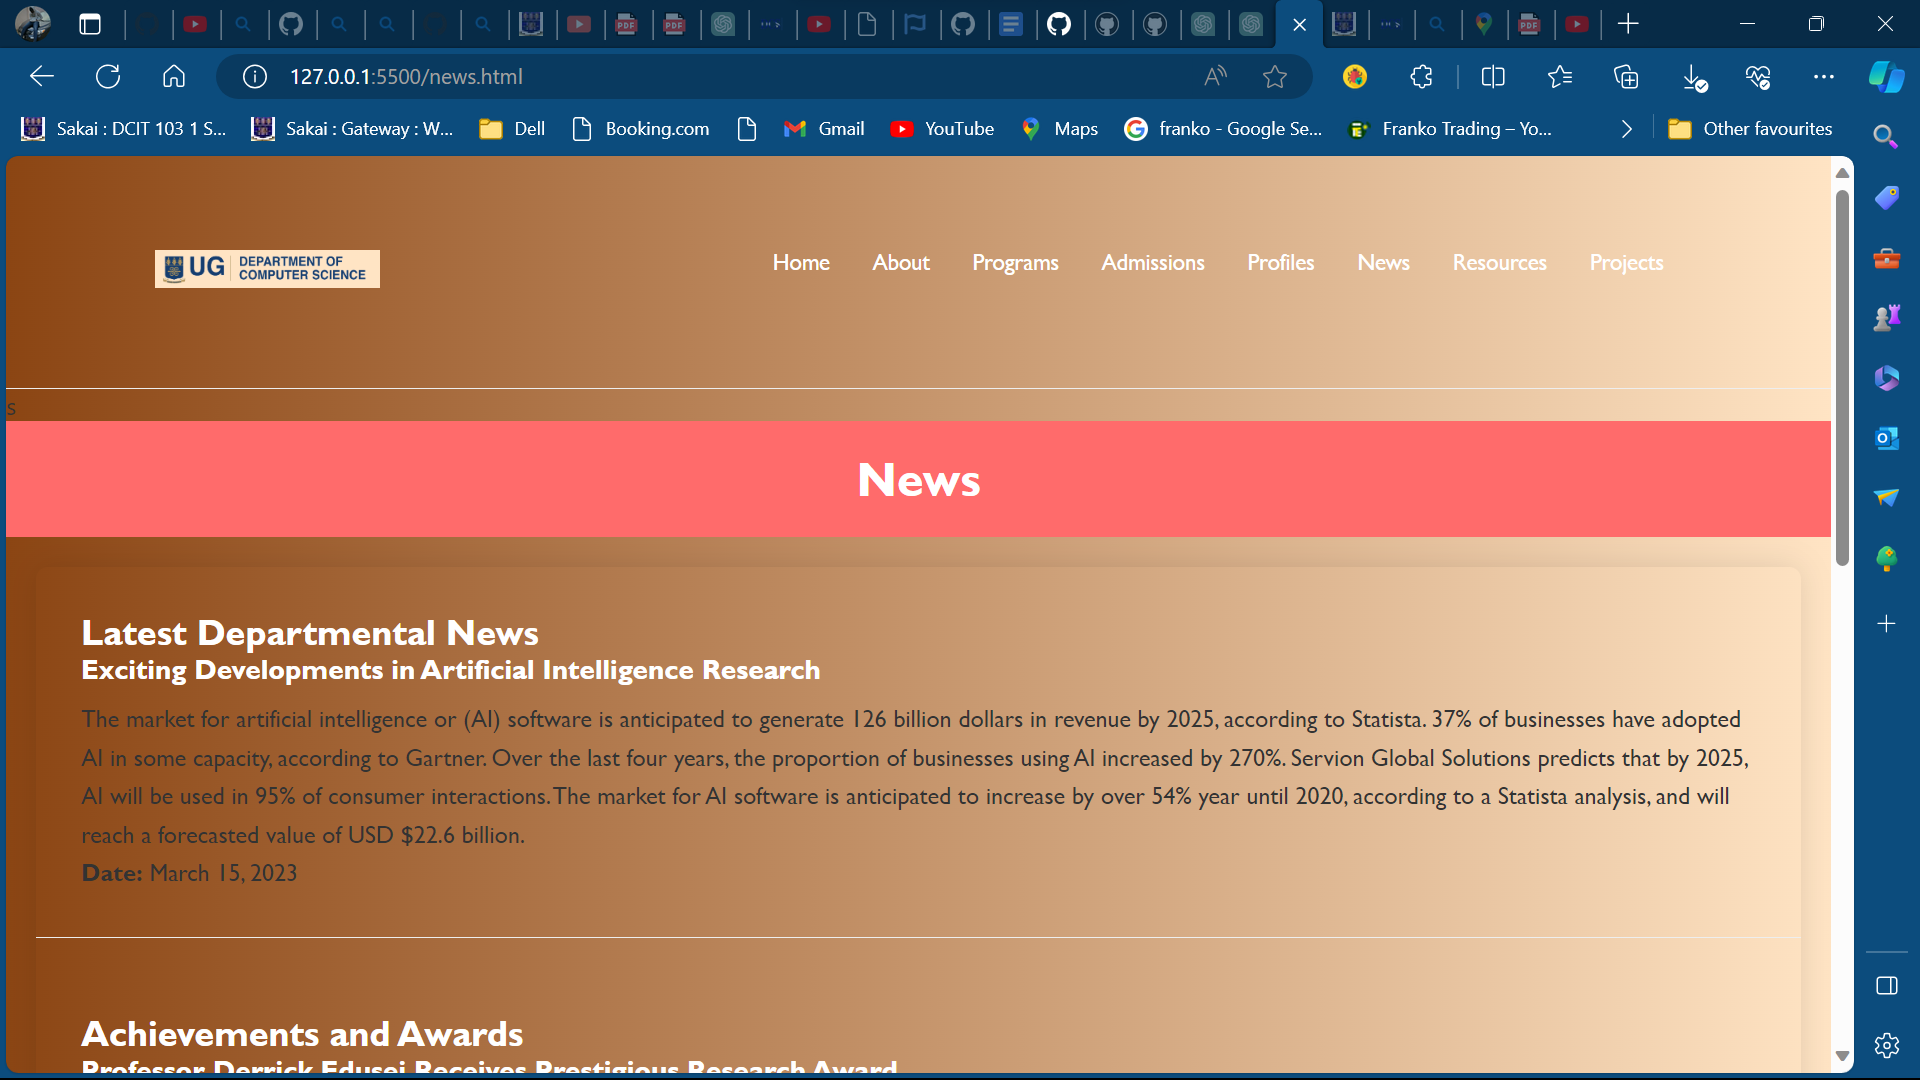 127.0.0.1:5500/news.html
Sakai : DCIT 103 1 S... Sakai : Gateway : W... Dell Booking.com Gmail YouTube Maps franko - Google Se... Franko Trading – Yo... Other favourites
UG DEPARTMENT OF
COMPUTER SCIENCE
Home About Programs Admissions Profiles News Resources Projects
s
News
Latest Departmental News
Exciting Developments in Artificial Intelligence Research
The market for artificial intelligence or (AI) software is anticipated to generate 126 billion dollars in revenue by 2025, according to Statista. 37% of businesses have adopted
AI in some capacity, according to Gartner. Over the last four years, the proportion of businesses using AI increased by 270%. Servion Global Solutions predicts that by 2025,
AI will be used in 95% of consumer interactions. The market for AI software is anticipated to increase by over 54% year until 2020, according to a Statista analysis, and will
reach a forecasted value of USD $22.6 billion.
Date: March 15, 2023
Achievements and Awards
Professor Derrick Edusei Receives Prestigious Research Award